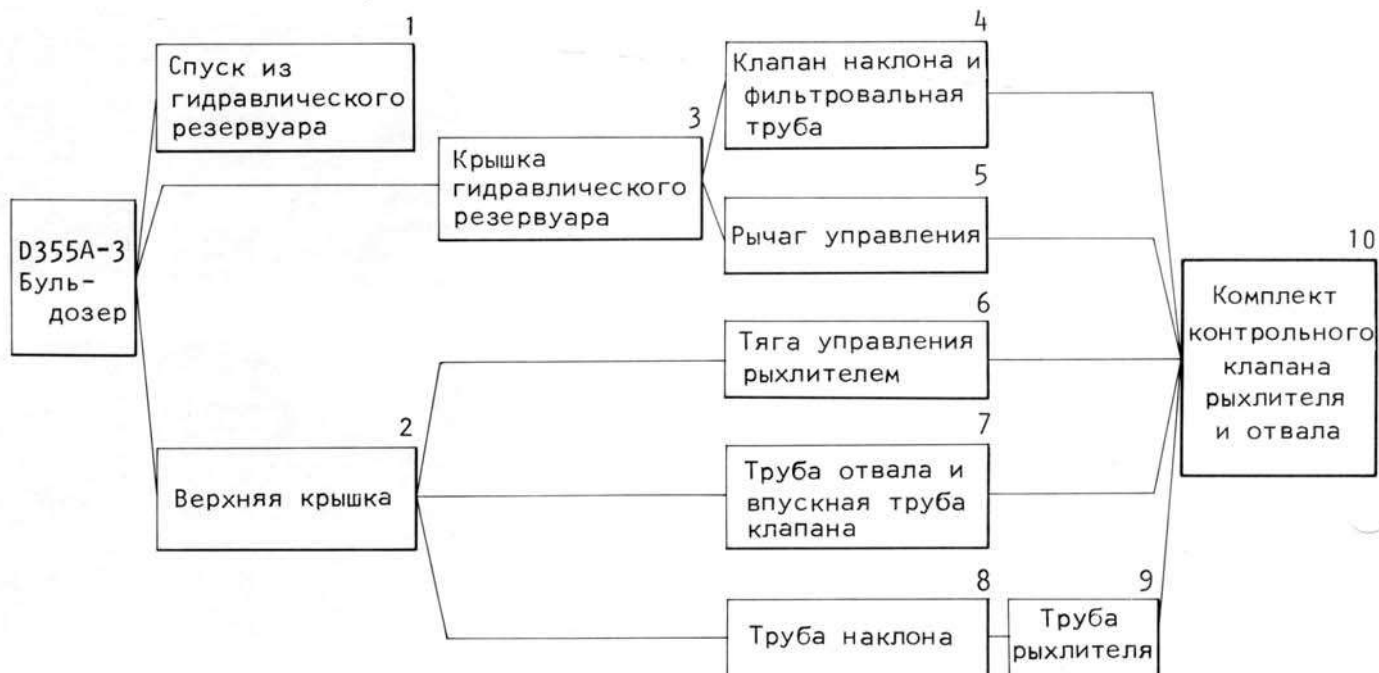 D355A-3
Буль-
дозер
1
Спуск из
гидравлического
резервуара
2
Верхняя крышка
3
Крышка
гидравлического
резервуара
4
Клапан наклона и
фильтровальная
труба
5
Рычаг управления
6
Тяга управления
рыхлителем
7
Труба отвала и
впускная труба
клапана
8
Труба наклона
9
Труба
рыхлителя
10
Комплект
контрольного
клапана
рыхлителя
и отвала